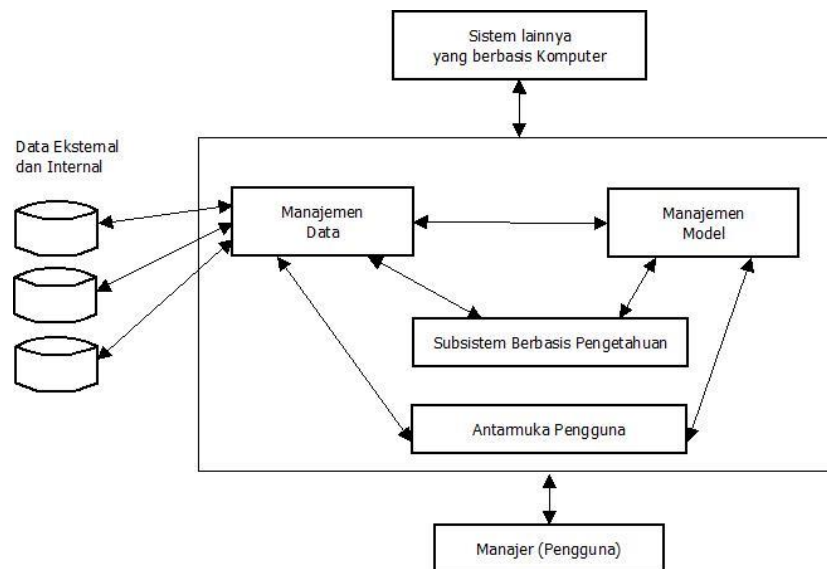 Sistem lainnya
yang berbasis Komputer
Data Eksternal
dan Internal
Manajemen
Data
Manajemen
Model
Subsistem Berbasis Pengetahuan
Antarmuka Pengguna
Manajer (Pengguna)